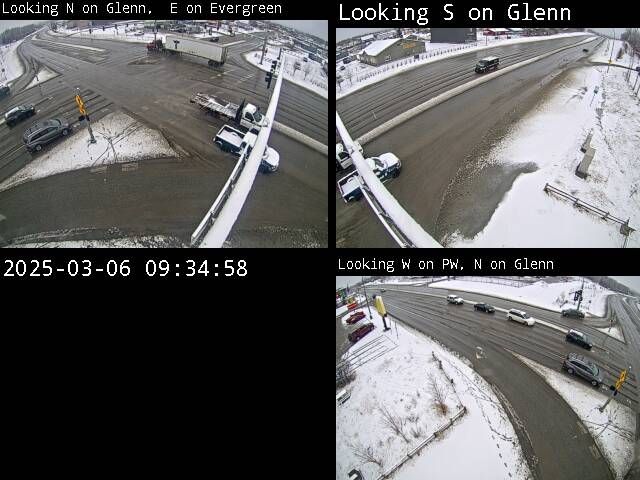 Looking N on Glenn,  E on Evergreen
Looking S on Glenn
2025-03-06 09:34:58
Looking W on PW, N on Glenn